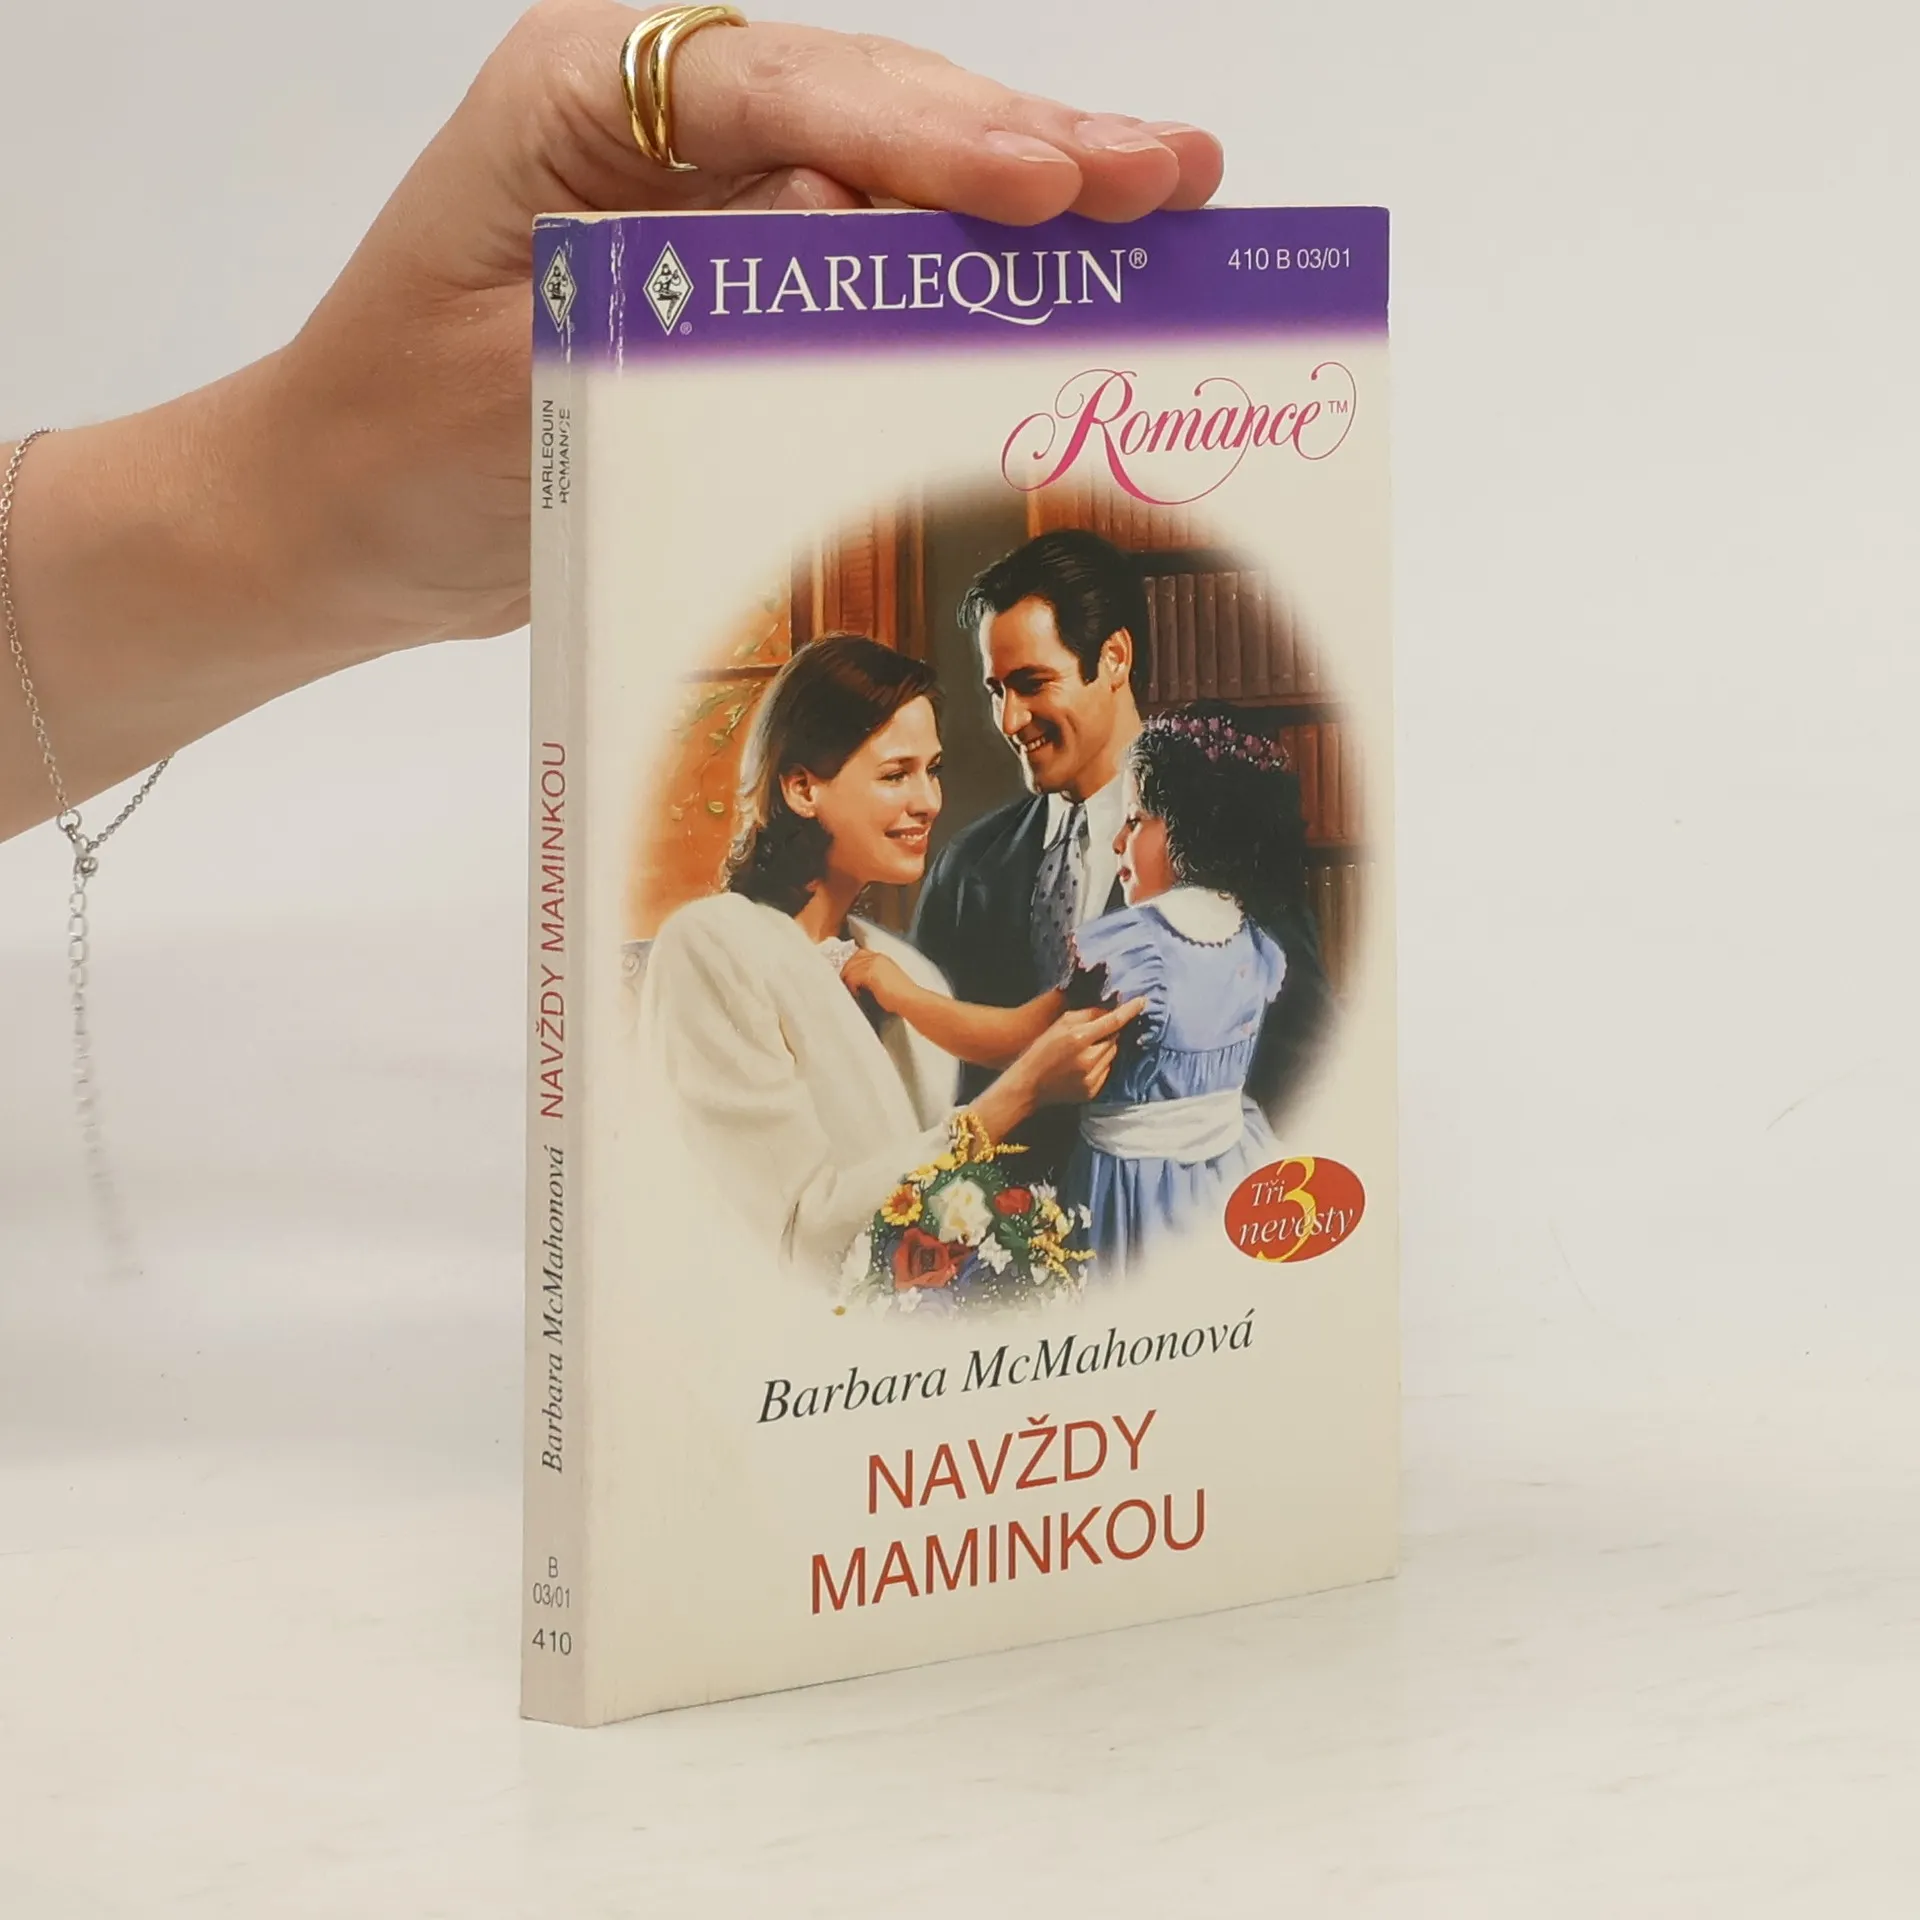 HARLEQUIN®
410 B 03/01
Romance™
Tři
3
nevěsty
Barbara McMahonová
NAVŽDY
MAMINKOU
HARLEQUIN
ROMANCE
Barbara McMahonová NAVŽDY MAMINKOU
B
03/01
410